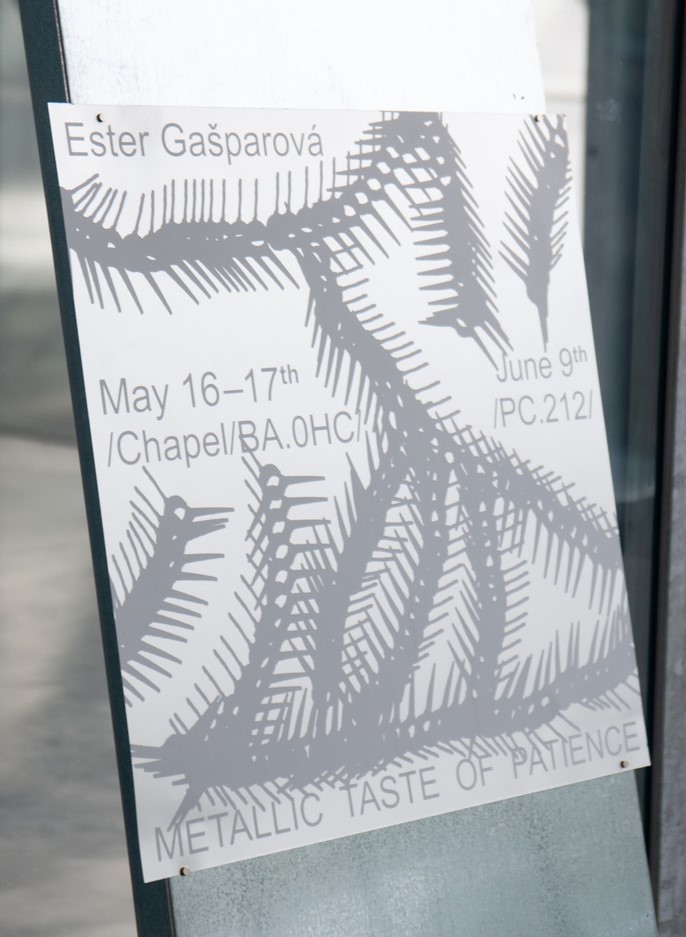 Ester Gašparová
May 16–17th
/Chapel/BA.0HC/
June 9th
/PC.212/
METALLIC TASTE OF PATIENCE